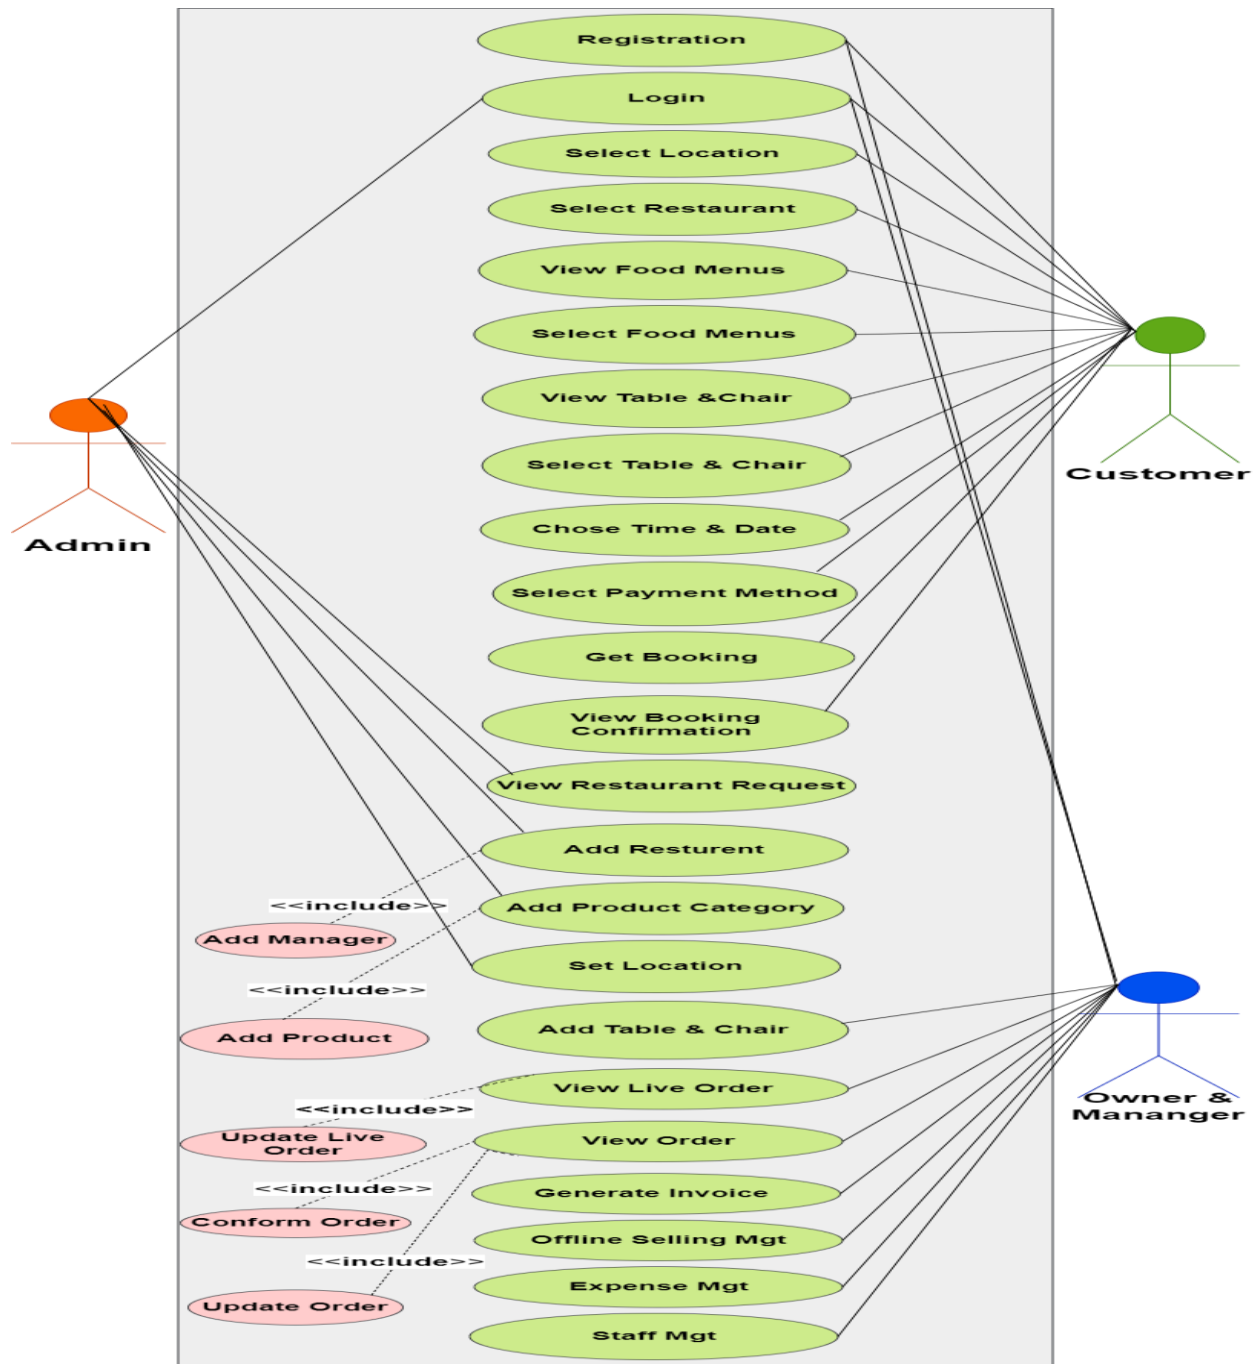 Registration
Login
Select Location
Select Restaurant
View Food Menus
Select Food Menus
View Table &Chair
Select Table & Chair
Customer
Chose Time & Date
Admin
Select Payment Method
Get Booking
View Booking
Confirmation
View Restaurant Request
Add Resturent
<<include>>
Add Product Category
Add Manager
Set Location
<<include>>
Add Table & Chair
Add Product
View Live Order
Owner &
Mananger
<<include>>
Update Live
Order
View Order
<<include>>
Generate Invoice
Conform Order
Offline Selling Mgt
<<include>>
Expense Mgt
Update Order
Staff Mgt